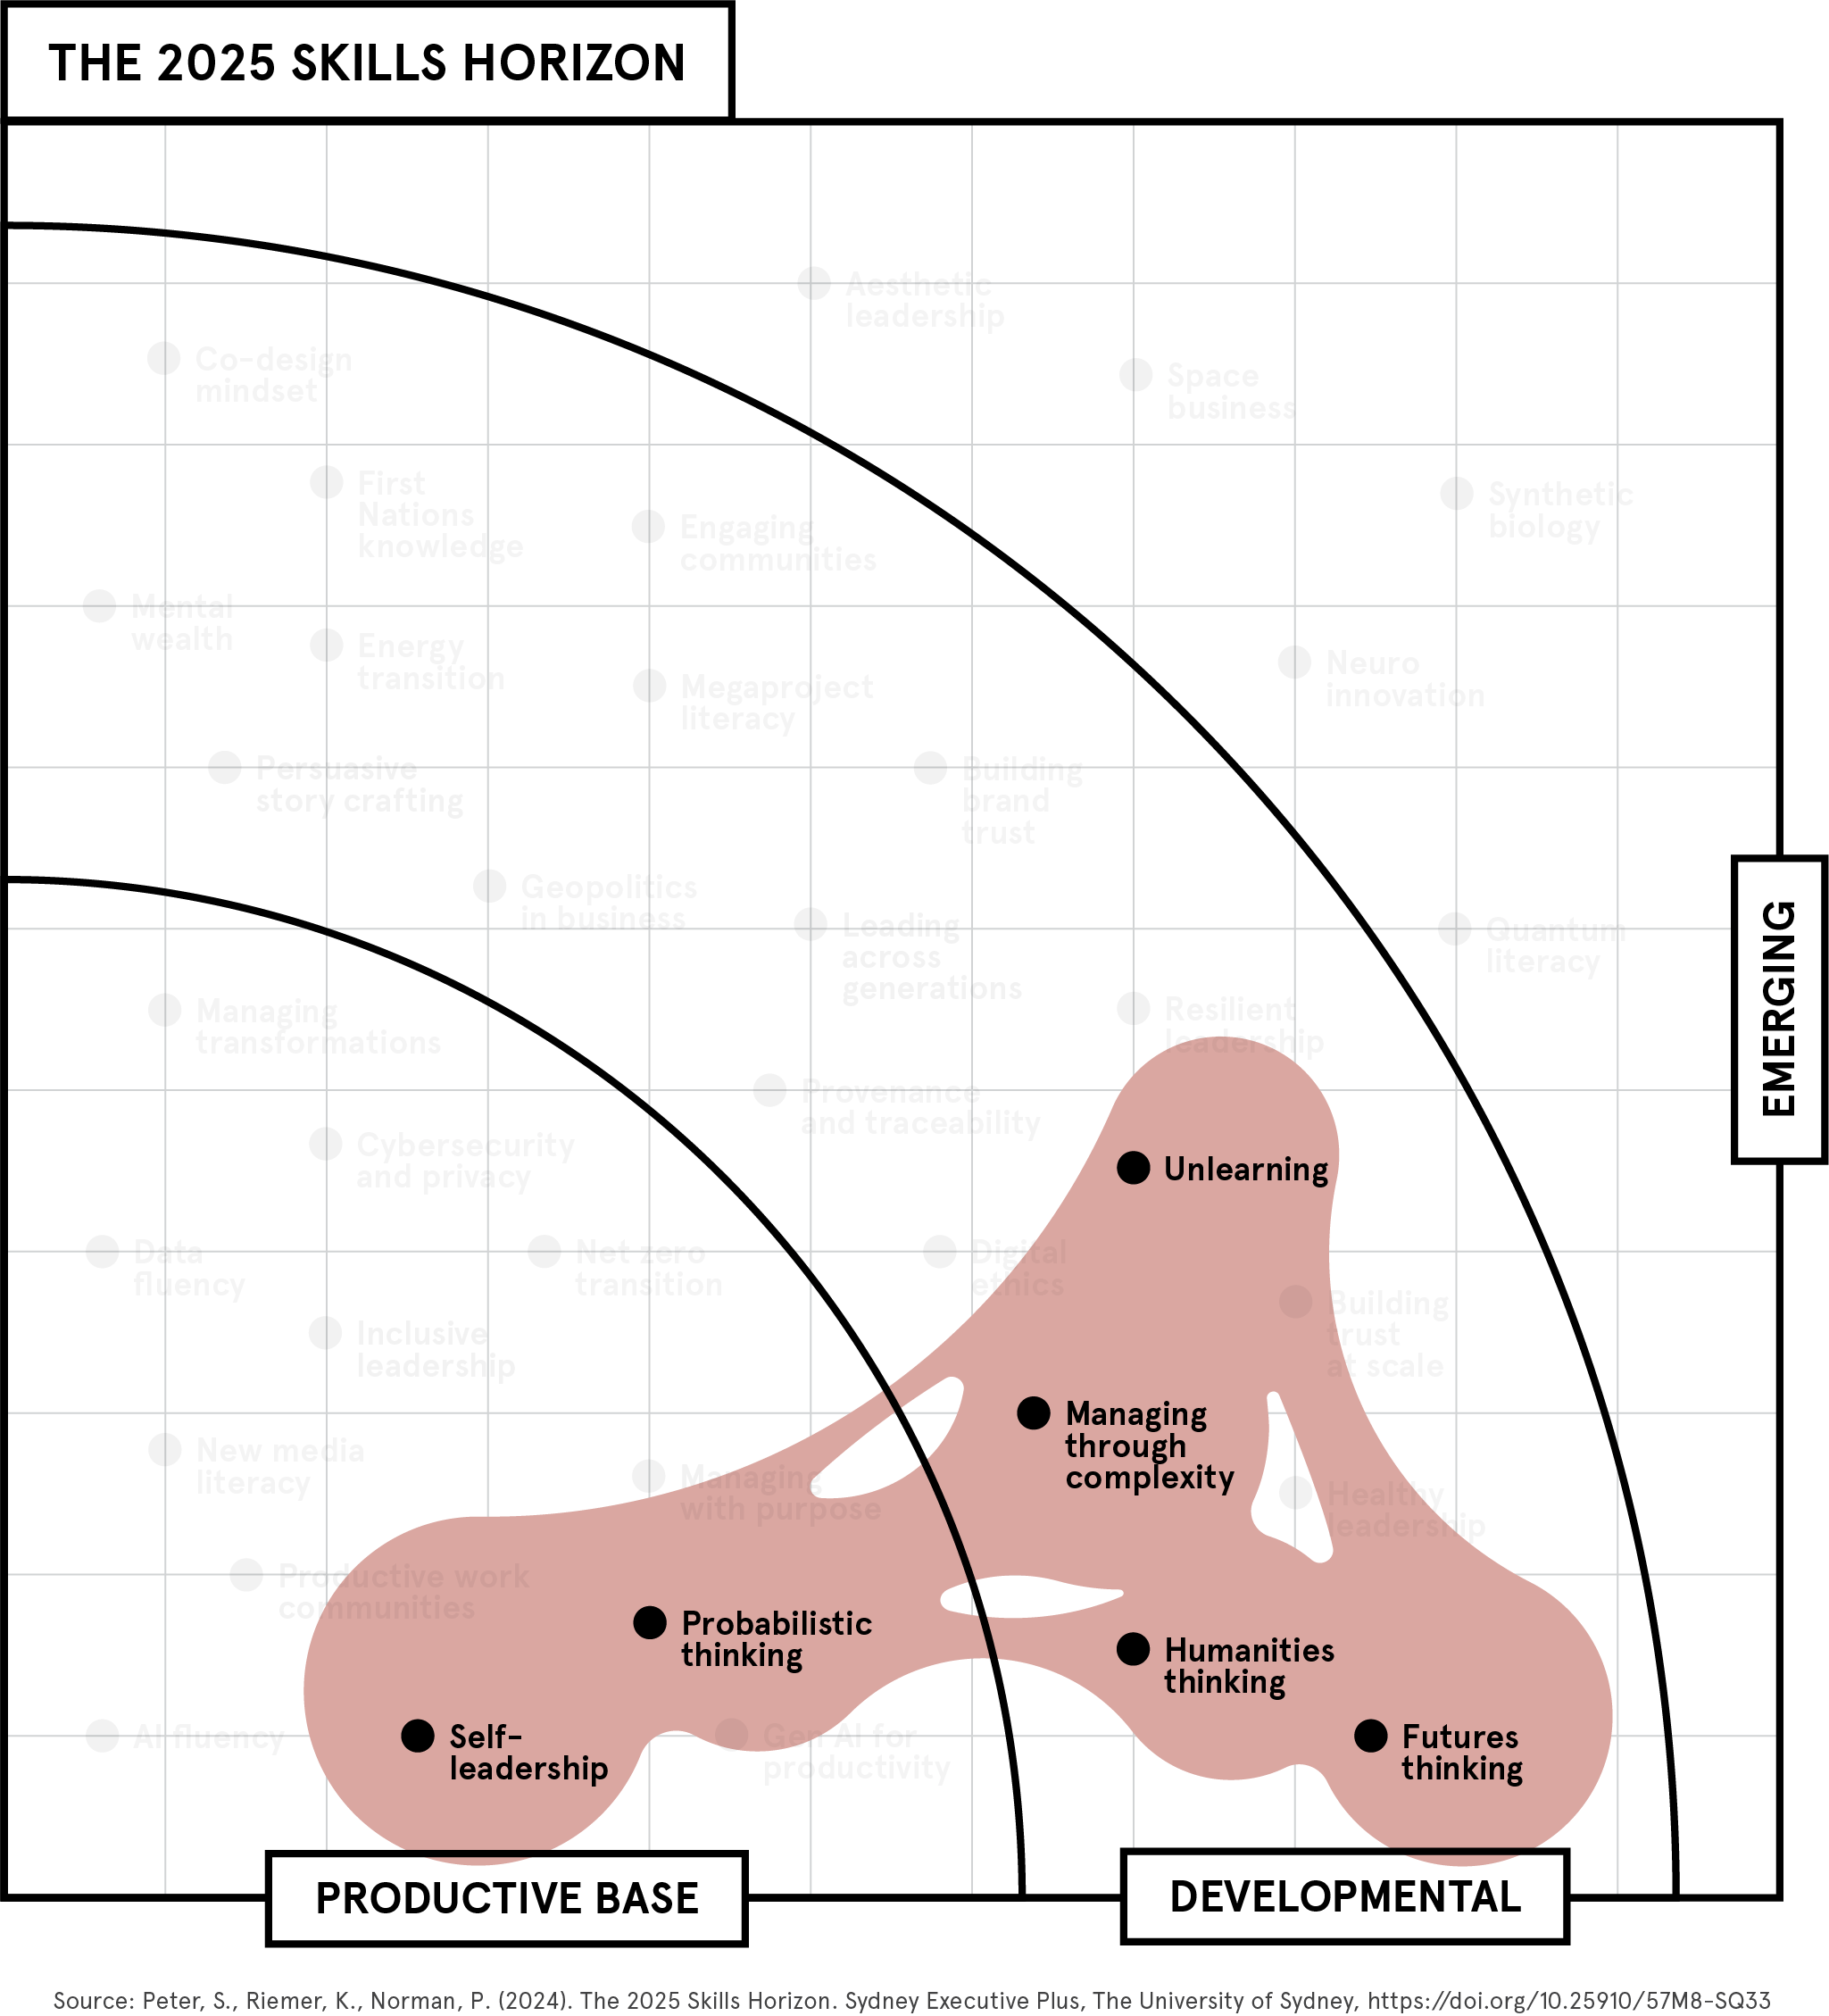 THE 2025 SKILLS HORIZON
Aesthetic
leadership
Co-design
mindset
Space
business
First
Nations
knowledge
Engaging
communities
Synthetic
biology
Mental
wealth
Energy
transition
Megaproject
literacy
Neuro
innovation
Persuasive
story crafting
Building
brand
trust
Geopolitics
in business
Leading
across
generations
Quantum
literacy
EMERGING
Managing
transformations
Resilient
leadership
Provenance
and traceability
Cybersecurity
and privacy
Unlearning
Data
fluency
Net zero
transition
Digital
ethics
Inclusive
leadership
Building
trust
at scale
Managing
through
complexity
New media
literacy
Managing
with purpose
Healthy
leadership
Productive work
communities
Probabilistic
thinking
Humanities
thinking
AI fluency
Self-
leadership
Gen AI for
productivity
Futures
thinking
PRODUCTIVE BASE
DEVELOPMENTAL
Source: Peter, S., Riemer, K., Norman, P. (2024). The 2025 Skills Horizon. Sydney Executive Plus, The University of Sydney, https://doi.org/10.25910/57M8-SQ33